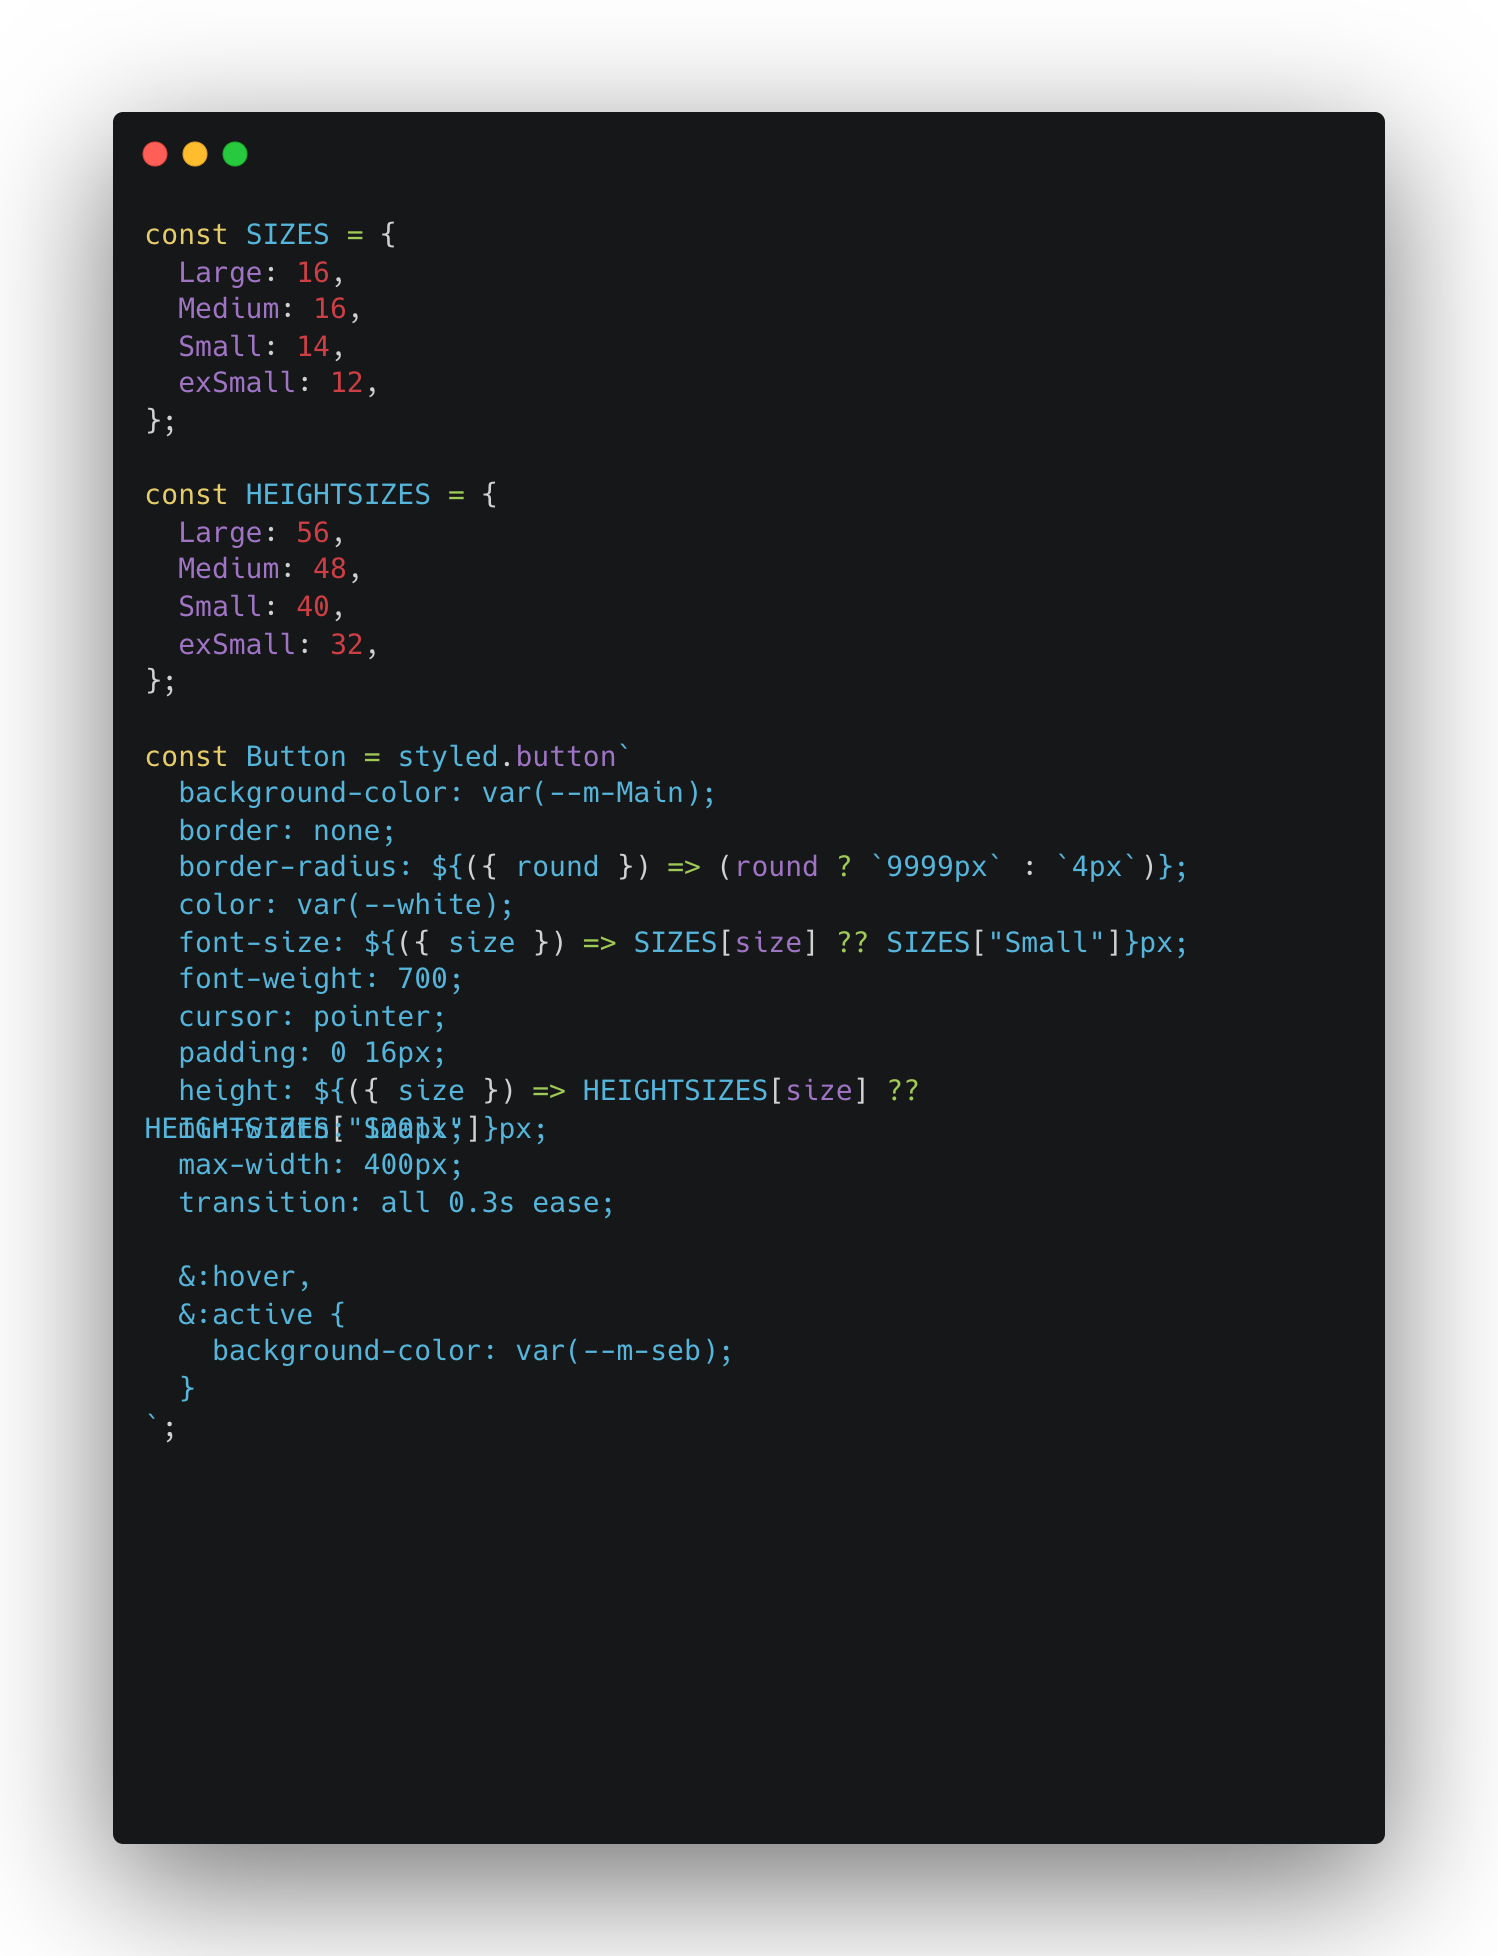 const SIZES = {
  Large: 16,
  Medium: 16,
  Small: 14,
  exSmall: 12,
};

const HEIGHTSIZES = {
  Large: 56,
  Medium: 48,
  Small: 40,
  exSmall: 32,
};

const Button = styled.button`
  background-color: var(--m-Main);
  border: none;
  border-radius: ${({ round }) => (round ? `9999px` : `4px`)};
  color: var(--white);
  font-size: ${({ size }) => SIZES[size] ?? SIZES["Small"]}px;
  font-weight: 700;
  cursor: pointer;
  padding: 0 16px;
  height: ${({ size }) => HEIGHTSIZES[size] ??
HEIGHTSIZES["Small"]}px;
  min-width: 120px;
  max-width: 400px;
  transition: all 0.3s ease;

  &:hover,
  &:active {
    background-color: var(--m-seb);
  }
`;